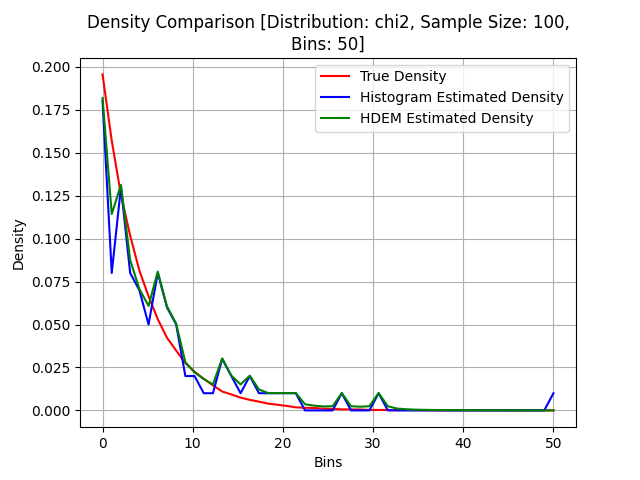 Density Comparison [Distribution: chi2, Sample Size: 100,
Bins: 50]
True Density
Histogram Estimated Density
HDEM Estimated Density
Density
0.200
0.175
0.150
0.125
0.100
0.075
0.050
0.025
0.000
0 10 20 30 40 50
Bins